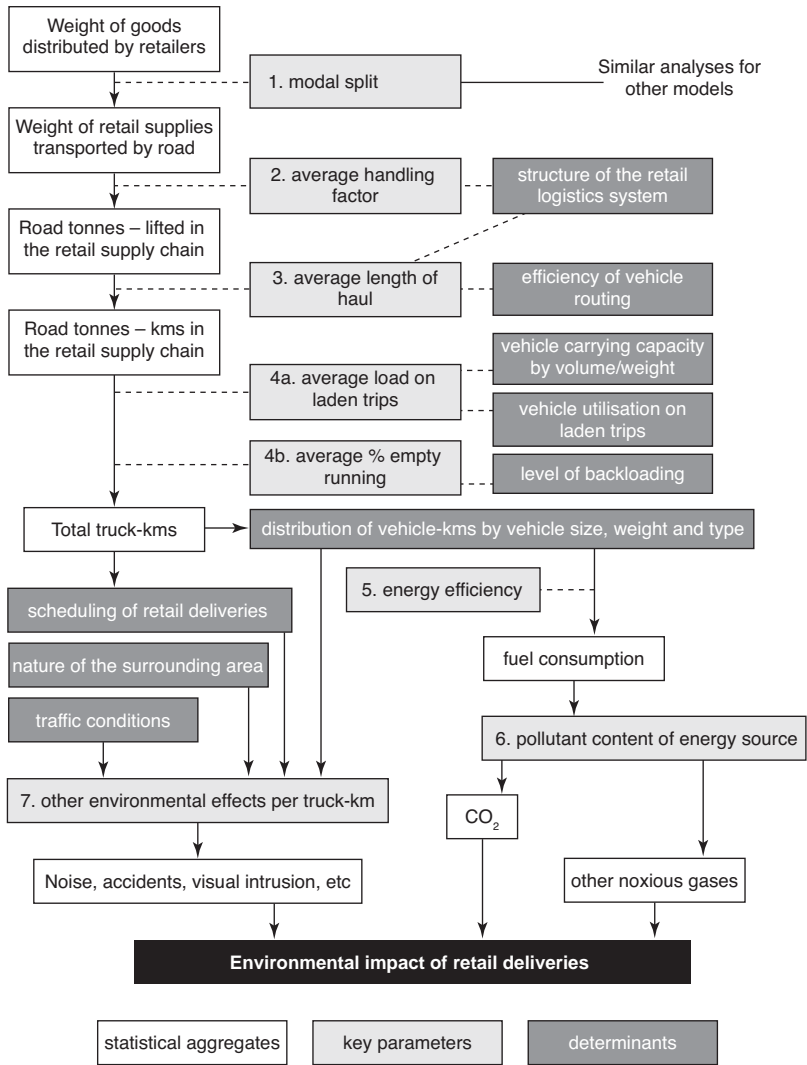 Weight of goods
distributed by retailers
1. modal split
Similar analyses for
other models
Weight of retail supplies
transported by road
2. average handling
factor
structure of the retail
logistics system
Road tonnes – lifted in
the retail supply chain
3. average length of
haul
efficiency of vehicle
routing
Road tonnes – kms in
the retail supply chain
vehicle carrying capacity
by volume/weight
4a. average load on
laden trips
vehicle utilisation on
laden trips
4b. average % empty
running
level of backloading
Total truck-kms
distribution of vehicle-kms by vehicle size, weight and type
5. energy efficiency
scheduling of retail deliveries
fuel consumption
nature of the surrounding area
traffic conditions
6. pollutant content of energy source
7. other environmental effects per truck-km
CO₂
Noise, accidents, visual intrusion, etc
other noxious gases
Environmental impact of retail deliveries
statistical aggregates
key parameters
determinants